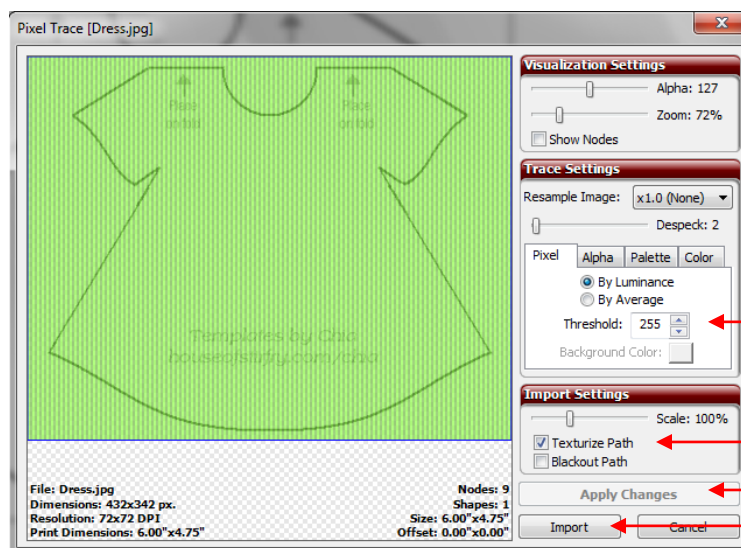 Pixel Trace [Dress.jpg]
X
Place
on fold
Place
on fold
Templates by Chia
houseofstirfry.com/chia
File: Dress.jpg
Dimensions: 432x342 px.
Resolution: 72x72 DPI
Print Dimensions: 6.00"x4.75"
Nodes: 9
Shapes: 1
Size: 6.00"x4.75"
Offset: 0.00"x0.00"
Visualization Settings
Alpha: 127
Zoom: 72%
Show Nodes
Trace Settings
Resample Image: x1.0 (None)
Despeck: 2
Pixel Alpha Palette Color
By Luminance
By Average
Threshold: 255
Background Color:
Import Settings
Scale: 100%
Texturize Path
Blackout Path
Apply Changes
Import Cancel